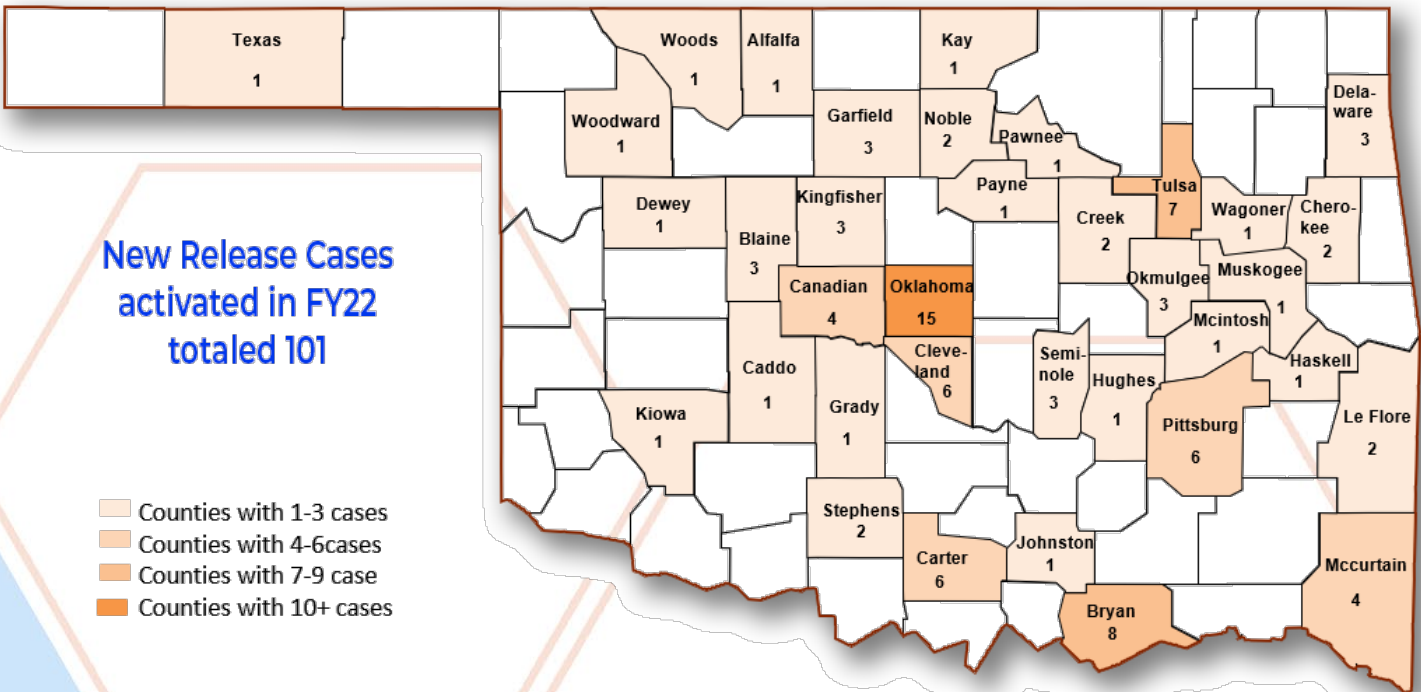 Texas
1
Woods
1
Alfalfa
1
Kay
1
Woodward
1
Garfield
3
Noble
2
Pawnee
1
Dela-
ware
3
Dewey
1
Blaine
3
Kingfisher
3
Payne
1
Creek
2
Tulsa
7
Wagoner
1
Chero-
kee
2
Canadian
4
Oklahoma
15
Okmulgee
3
Muskogee
1
Mcintosh
1
Haskell
1
Caddo
1
Grady
1
Cleve-
land
6
Semi-
nole
3
Hughes
1
Kiowa
1
Pittsburg
6
Le Flore
2
Stephens
2
Carter
6
Johnston
1
Bryan
8
Mccurtain
4
New Release Cases
activated in FY22
totaled 101
Counties with 1-3 cases
Counties with 4-6cases
Counties with 7-9 case
Counties with 10+ cases